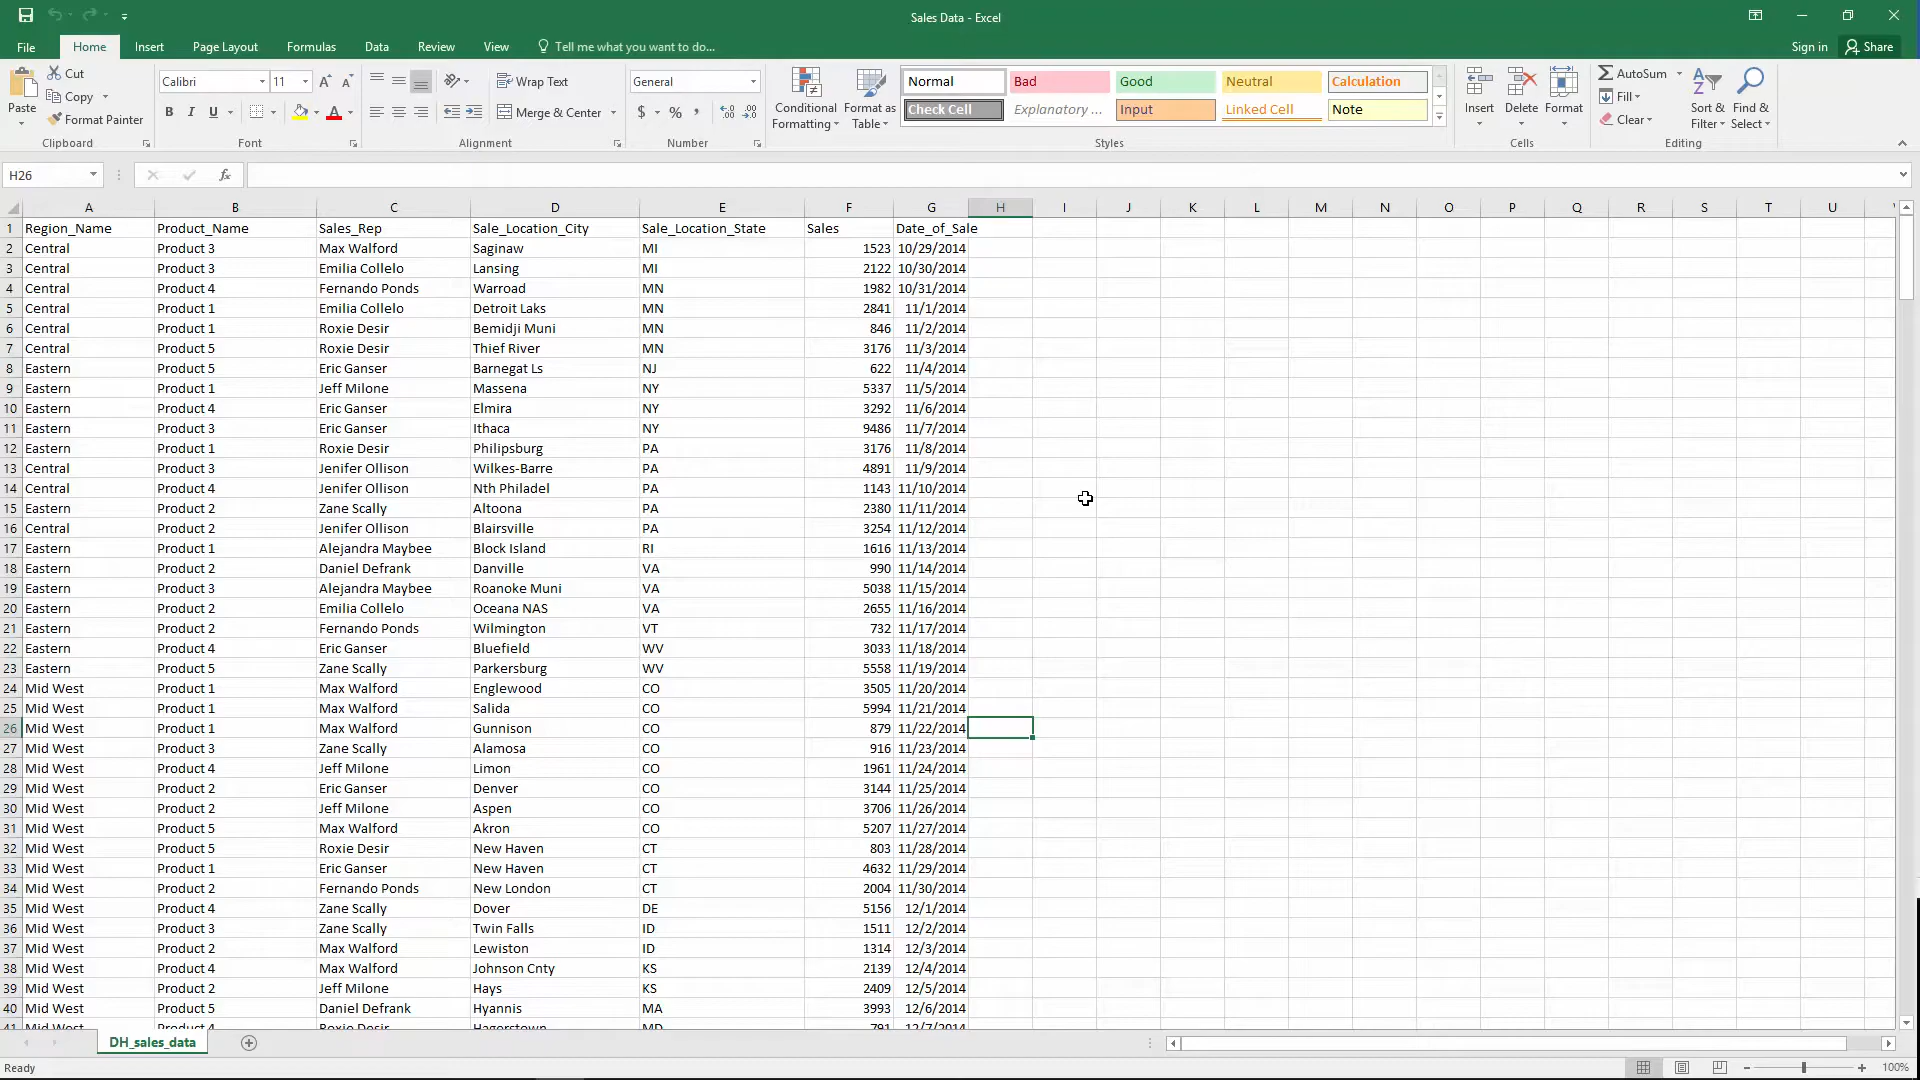 Sales Data - Excel
File Home Insert Page Layout Formulas Data Review View Tell me what you want to do... Sign in Share
Paste
Cut
Copy
Format Painter
Clipboard
Calibri 11
B I U
Font
Wrap Text
Merge & Center
Alignment
General
$ % ,
Number
Conditional Formatting
Format as Table
Normal Bad Good Neutral Calculation
Check Cell Explanatory ... Input Linked Cell Note
Styles
Insert Delete Format
Cells
AutoSum
Fill
Clear
Sort & Filter
Find & Select
Editing
H26 fx
A B C D E F G H I J K L M N O P Q R S T U
1 Region_Name Product_Name Sales_Rep Sale_Location_City Sale_Location_State Sales Date_of_Sale
2 Central Product 3 Max Walford Saginaw MI 1523 10/29/2014
3 Central Product 3 Emilia Collelo Lansing MI 2122 10/30/2014
4 Central Product 4 Fernando Ponds Warroad MN 1982 10/31/2014
5 Central Product 1 Emilia Collelo Detroit Laks MN 2841 11/1/2014
6 Central Product 1 Roxie Desir Bemidji Muni MN 846 11/2/2014
7 Central Product 5 Roxie Desir Thief River MN 3176 11/3/2014
8 Eastern Product 5 Eric Ganser Barnegat Ls NJ 622 11/4/2014
9 Eastern Product 1 Jeff Milone Massena NY 5337 11/5/2014
10 Eastern Product 4 Eric Ganser Elmira NY 3292 11/6/2014
11 Eastern Product 3 Eric Ganser Ithaca NY 9486 11/7/2014
12 Eastern Product 1 Roxie Desir Philipsburg PA 3176 11/8/2014
13 Central Product 3 Jenifer Ollison Wilkes-Barre PA 4891 11/9/2014
14 Central Product 4 Jenifer Ollison Nth Philadel PA 1143 11/10/2014
15 Eastern Product 2 Zane Scally Altoona PA 2380 11/11/2014
16 Central Product 2 Jenifer Ollison Blairsville PA 3254 11/12/2014
17 Eastern Product 1 Alejandra Maybee Block Island RI 1616 11/13/2014
18 Eastern Product 2 Daniel Defrank Danville VA 990 11/14/2014
19 Eastern Product 3 Alejandra Maybee Roanoke Muni VA 5038 11/15/2014
20 Eastern Product 2 Emilia Collelo Oceana NAS VA 2655 11/16/2014
21 Eastern Product 2 Fernando Ponds Wilmington VT 732 11/17/2014
22 Eastern Product 4 Eric Ganser Bluefield WV 3033 11/18/2014
23 Eastern Product 5 Zane Scally Parkersburg WV 5558 11/19/2014
24 Mid West Product 1 Max Walford Englewood CO 3505 11/20/2014
25 Mid West Product 1 Max Walford Salida CO 5994 11/21/2014
26 Mid West Product 1 Max Walford Gunnison CO 879 11/22/2014
27 Mid West Product 3 Zane Scally Alamosa CO 916 11/23/2014
28 Mid West Product 4 Jeff Milone Limon CO 1961 11/24/2014
29 Mid West Product 2 Eric Ganser Denver CO 3144 11/25/2014
30 Mid West Product 2 Jeff Milone Aspen CO 3706 11/26/2014
31 Mid West Product 5 Max Walford Akron CO 5207 11/27/2014
32 Mid West Product 5 Roxie Desir New Haven CT 803 11/28/2014
33 Mid West Product 1 Eric Ganser New Haven CT 4632 11/29/2014
34 Mid West Product 2 Fernando Ponds New London CT 2004 11/30/2014
35 Mid West Product 4 Zane Scally Dover DE 5156 12/1/2014
36 Mid West Product 3 Zane Scally Twin Falls ID 1511 12/2/2014
37 Mid West Product 2 Max Walford Lewiston ID 1314 12/3/2014
38 Mid West Product 4 Max Walford Johnson Cnty KS 2139 12/4/2014
39 Mid West Product 2 Jeff Milone Hays KS 2409 12/5/2014
40 Mid West Product 5 Daniel Defrank Hyannis MA 3993 12/6/2014
41 Mid West Product 4 Roxie Desir Hagerstown MD 791 12/7/2014
DH_sales_data
Ready 100%